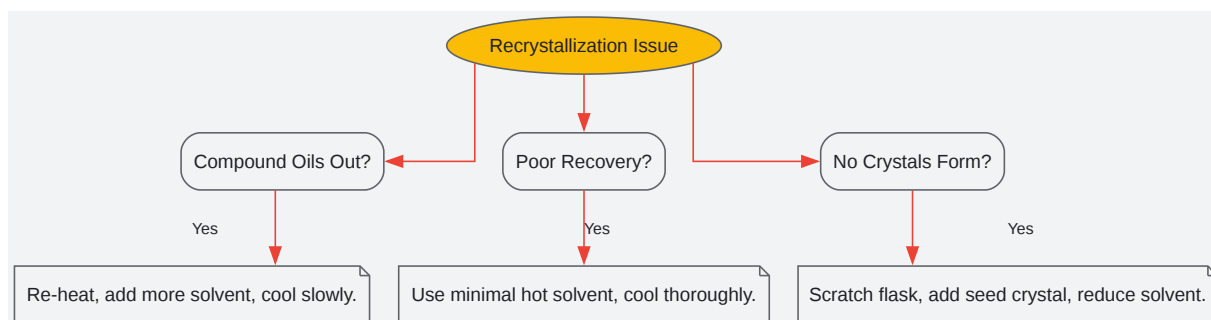 Recrystallization Issue
Compound Oils Out?
Poor Recovery?
No Crystals Form?
Yes
Yes
Yes
Re-heat, add more solvent, cool slowly.
Use minimal hot solvent, cool thoroughly.
Scratch flask, add seed crystal, reduce solvent.